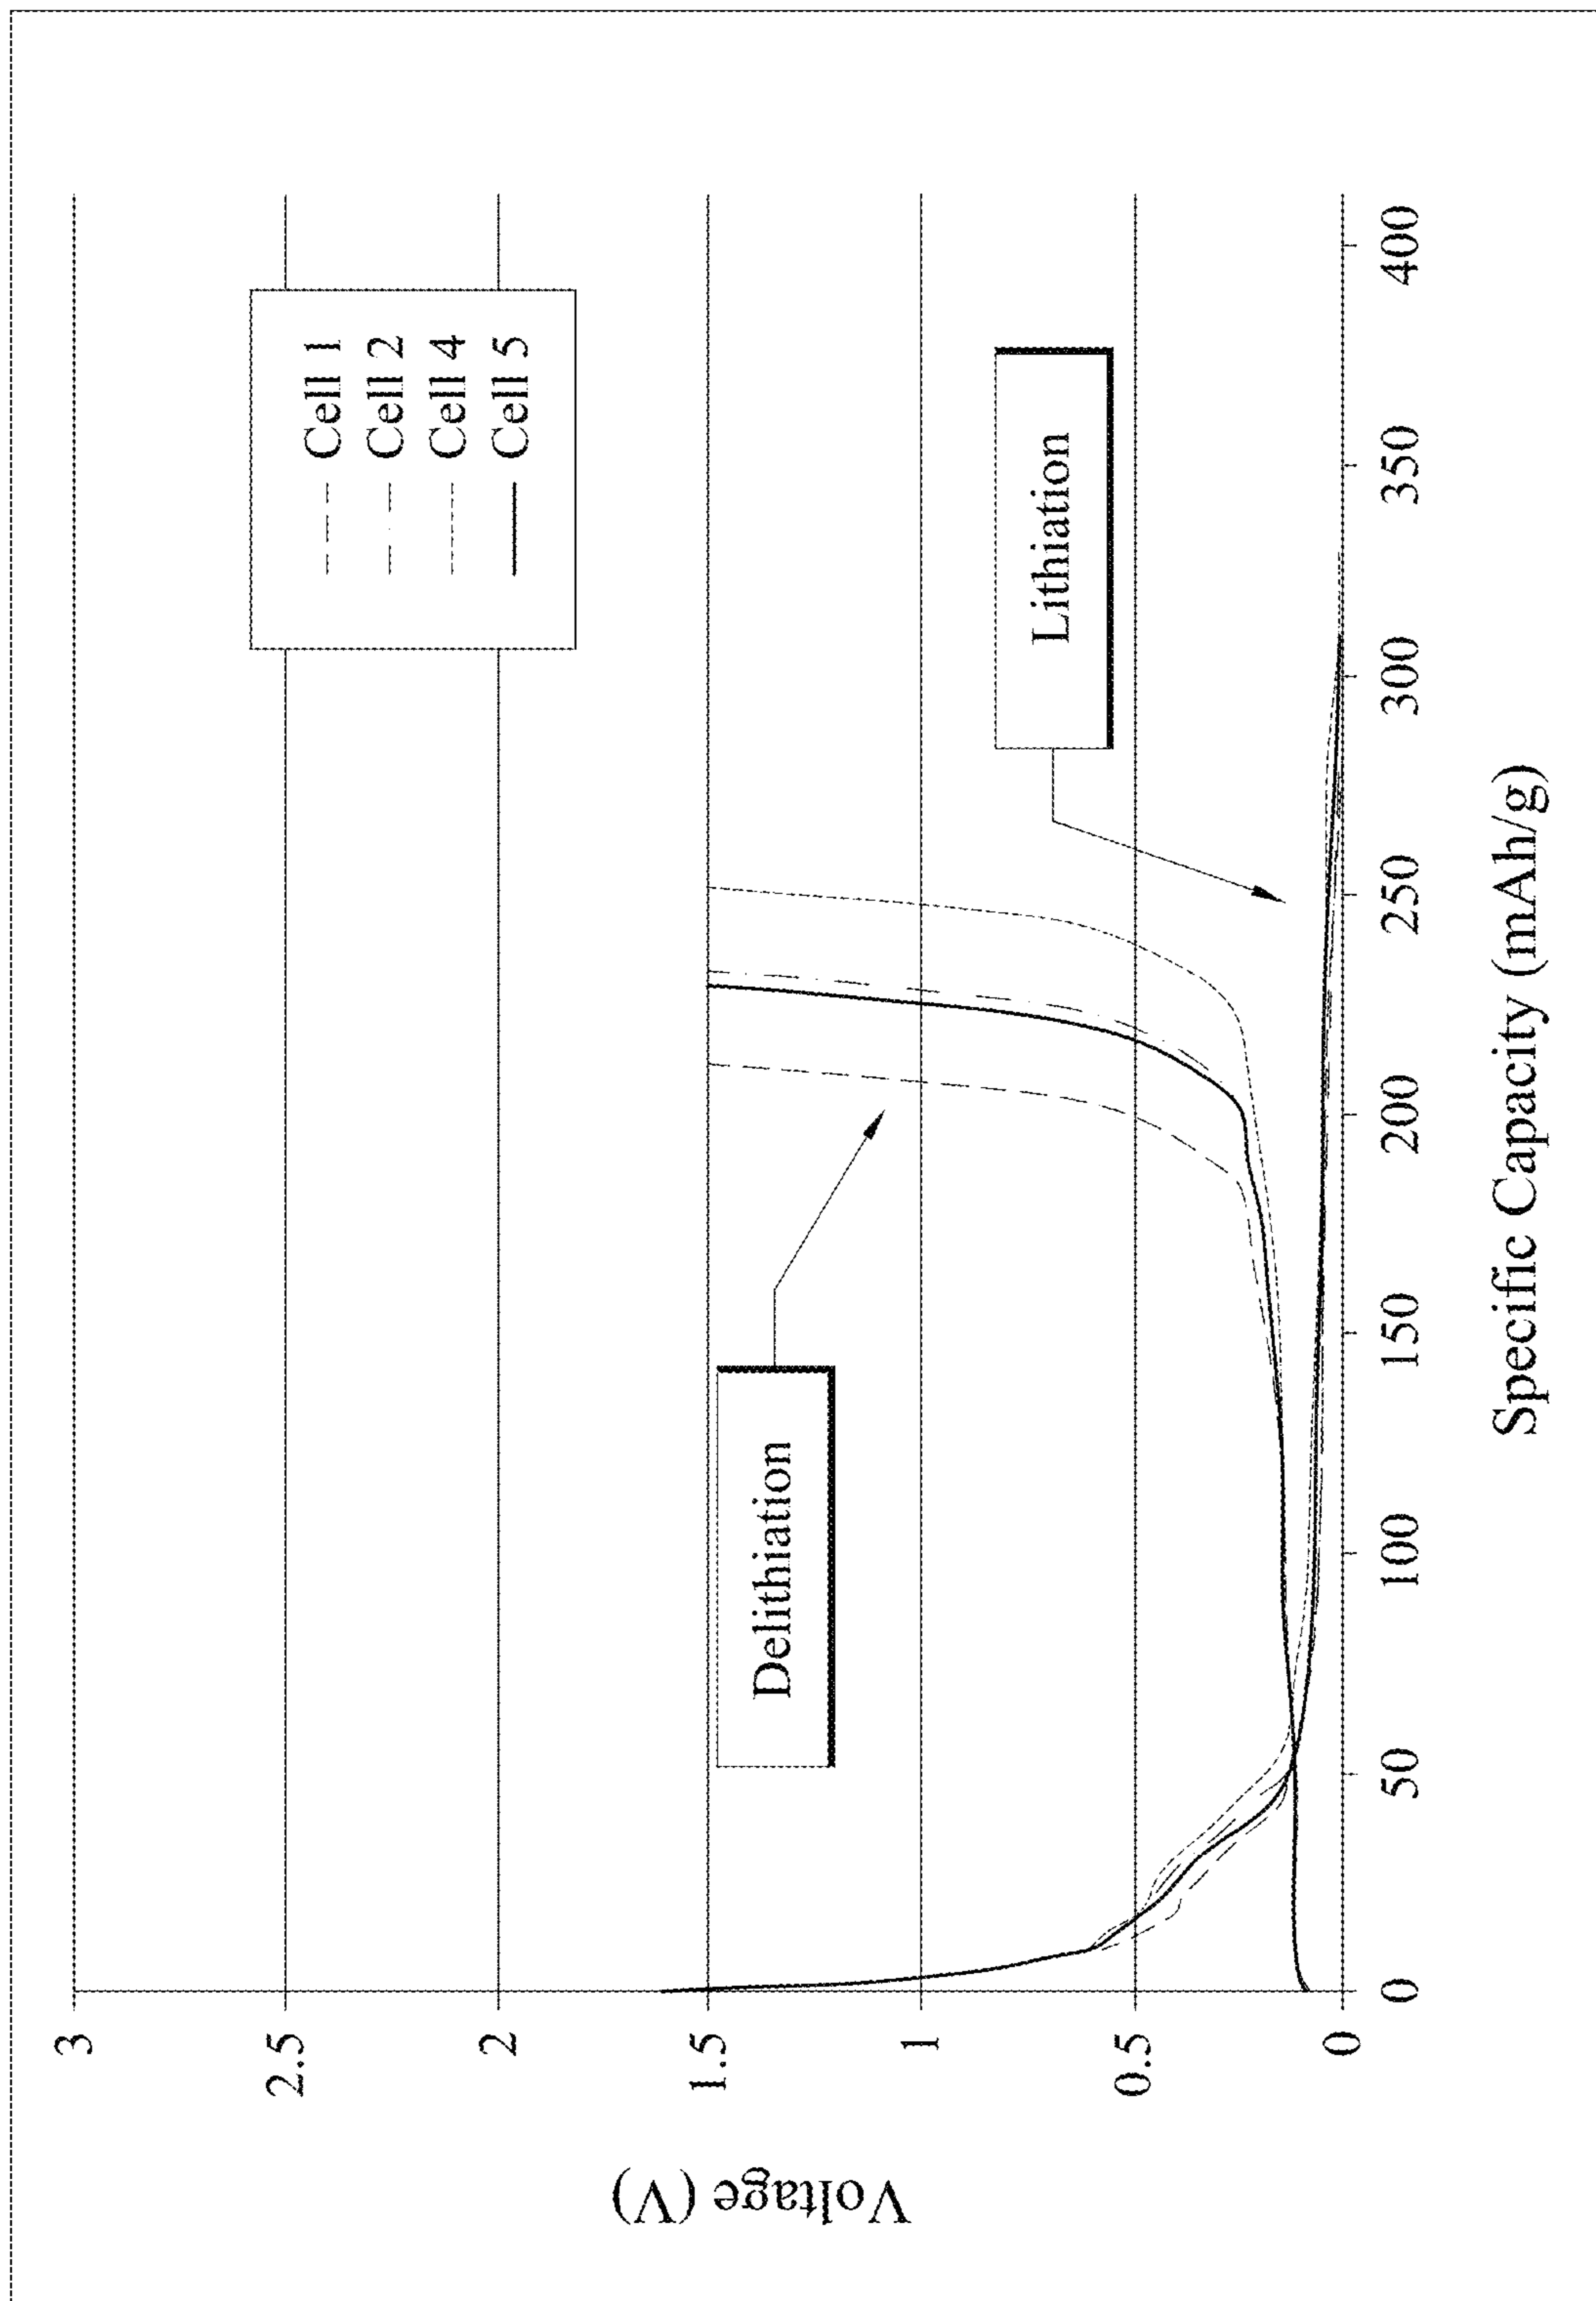 3
2.5
2
1.5
1
0.5
0
Voltage (V)
Cell 1
Cell 2
Cell 4
Cell 5
Delithiation
Lithiation
0
50
100
150
200
250
300
350
400
Specific Capacity (mAh/g)